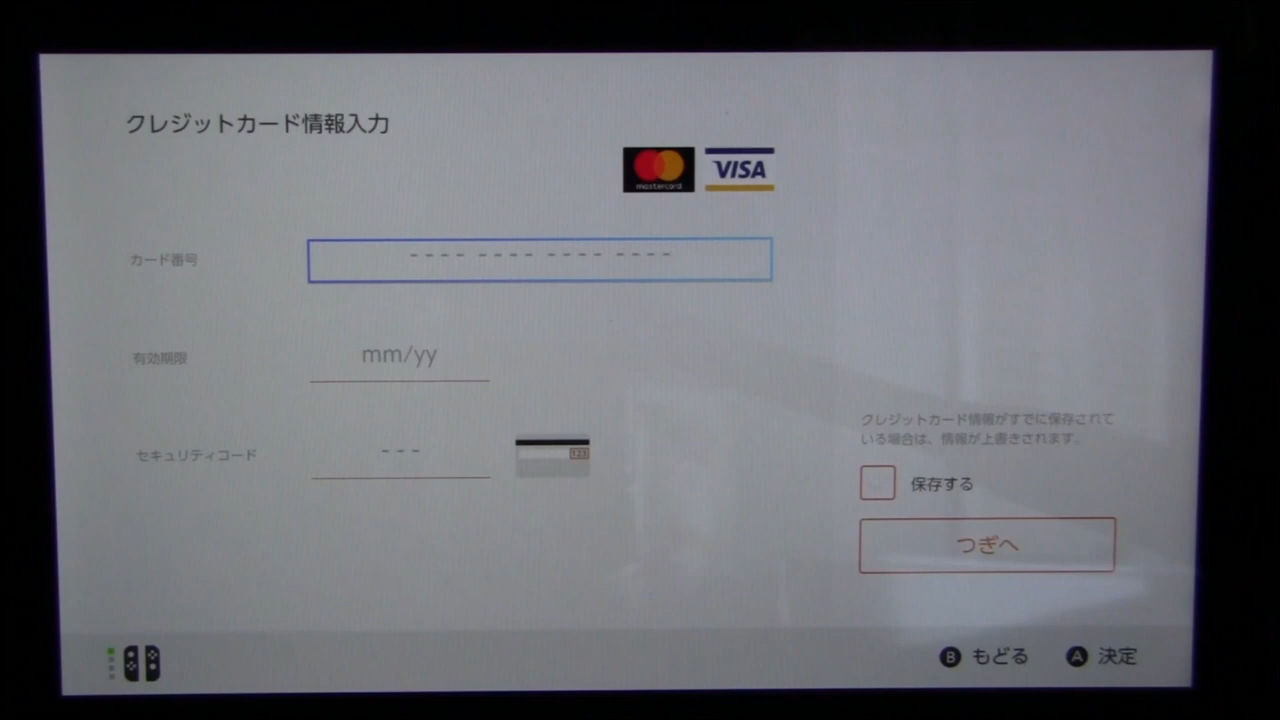 クレジットカード情報入力
mastercard.
VISA
カード番号
---- ---- ---- ----
有効期限
mm/yy
セキュリティコード
---
123
クレジットカード情報がすでに保存されて
いる場合は、情報が上書きされます。
保存する
つぎへ
B もどる
A 決定